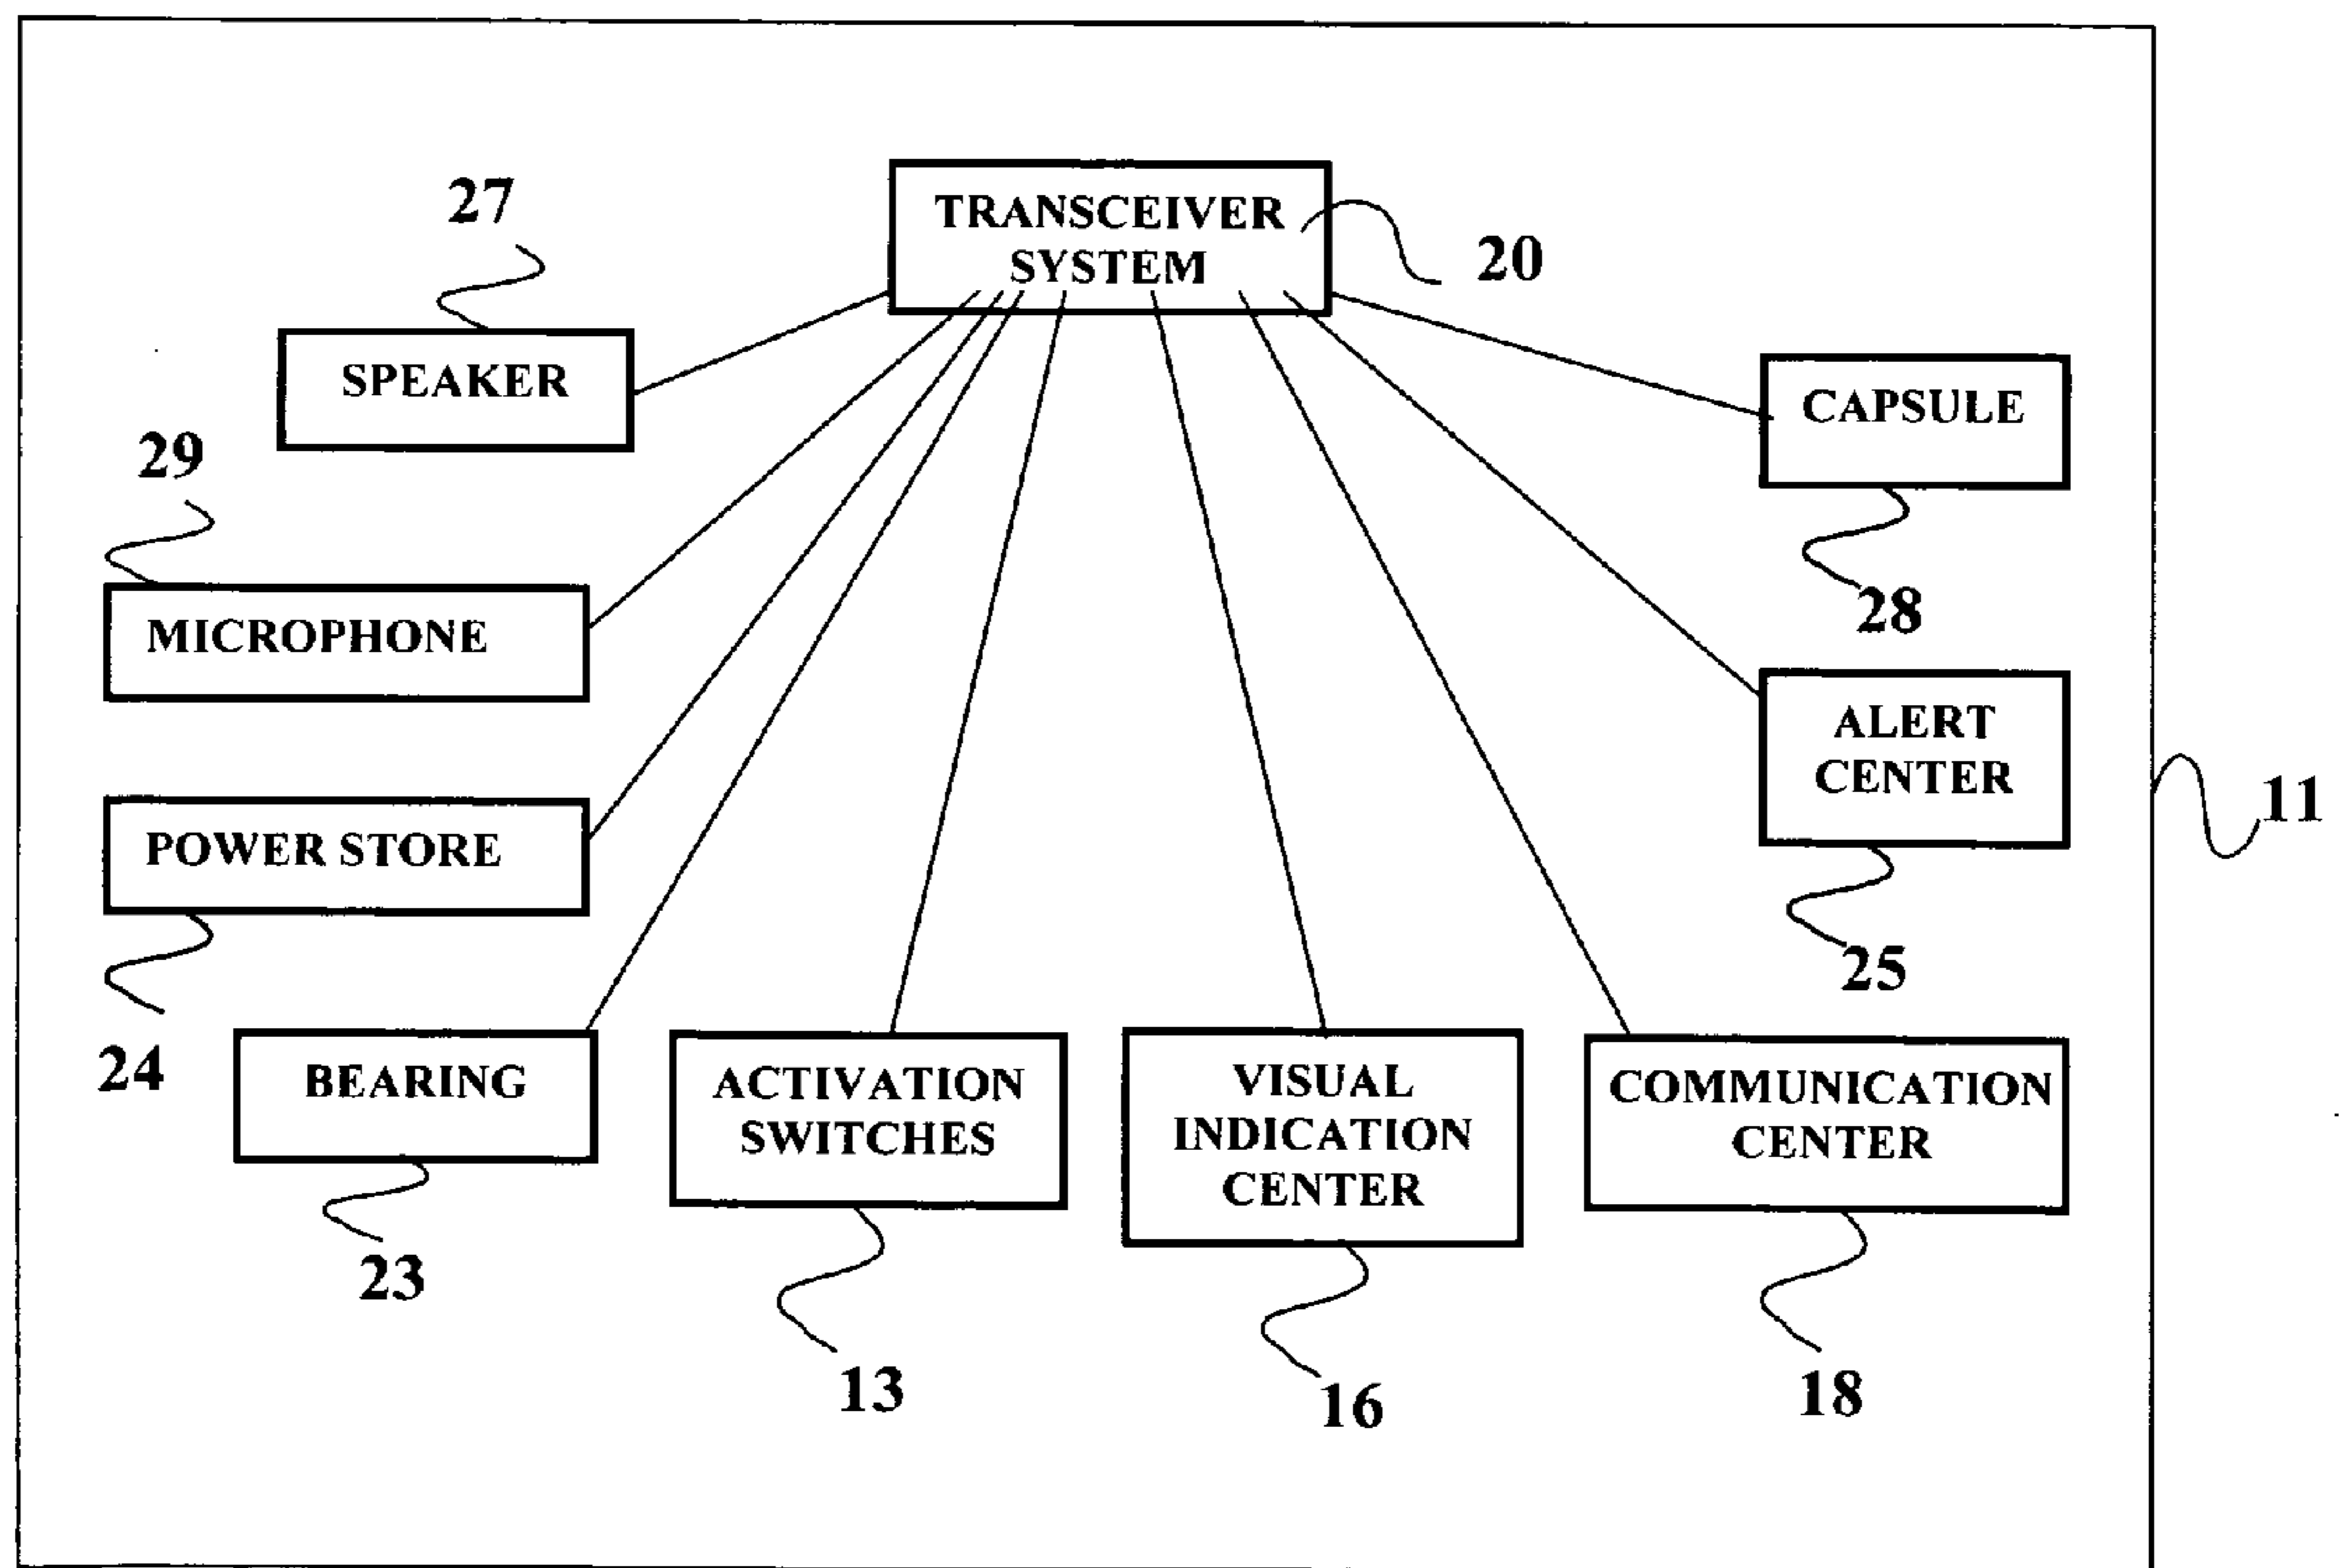 27
TRANSCEIVER
SYSTEM
20
SPEAKER
CAPSULE
29
28
MICROPHONE
ALERT
CENTER
11
POWER STORE
25
24
BEARING
ACTIVATION
SWITCHES
VISUAL
INDICATION
CENTER
COMMUNICATION
CENTER
23
13
16
18